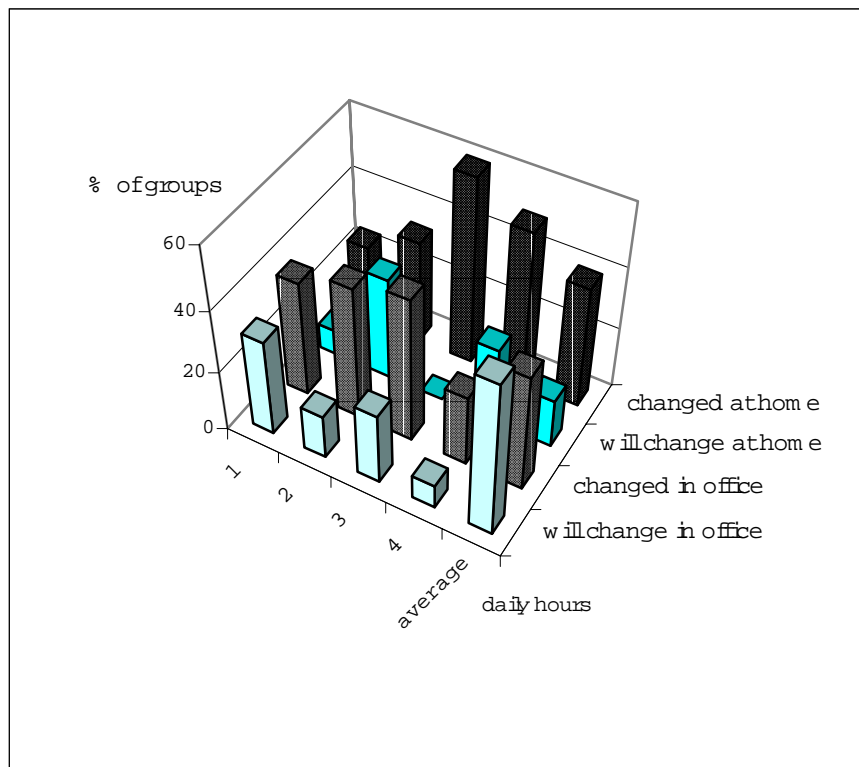 % of groups
60
40
20
0
1
2
3
4
average
daily hours
changed at home
will change at home
changed in office
will change in office